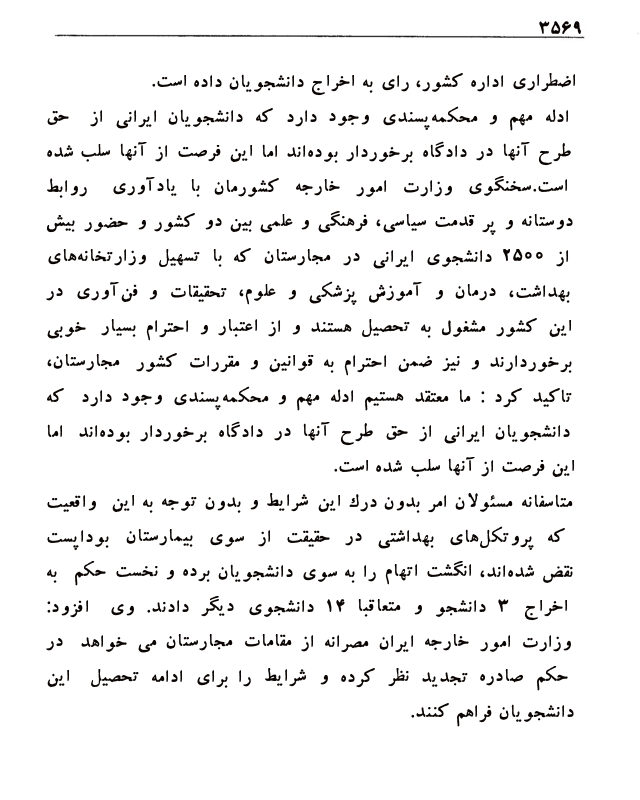 ۳۵۶۹
اضطراری اداره کشور، رای به اخراج دانشجویان داده است.
ادله مهم و محکمه‌پسندی وجود دارد که دانشجویان ایرانی از حق
طرح آنها در دادگاه برخوردار بوده‌اند اما این فرصت از آنها سلب شده
است.سخنگوی وزارت امور خارجه کشورمان با یادآوری روابط
دوستانه و پر قدمت سیاسی، فرهنگی و علمی بین دو کشور و حضور بیش
از ۲۵۰۰ دانشجوی ایرانی در مجارستان که با تسهیل وزارتخانه‌های
بهداشت، درمان و آموزش پزشکی و علوم، تحقیقات و فن‌آوری در
این کشور مشغول به تحصیل هستند و از اعتبار و احترام بسیار خوبی
برخوردارند و نیز ضمن احترام به قوانین و مقررات کشور مجارستان،
تاکید کرد : ما معتقد هستیم ادله مهم و محکمه‌پسندی وجود دارد که
دانشجویان ایرانی از حق طرح آنها در دادگاه برخوردار بوده‌اند اما
این فرصت از آنها سلب شده است.
متاسفانه مسئولان امر بدون درك این شرایط و بدون توجه به این واقعیت
که پروتکل‌های بهداشتی در حقیقت از سوی بیمارستان بوداپست
نقض شده‌اند، انگشت اتهام را به سوی دانشجویان برده و نخست حکم به
اخراج ۳ دانشجو و متعاقبا ۱۴ دانشجوی دیگر دادند. وی افزود:
وزارت امور خارجه ایران مصرانه از مقامات مجارستان می خواهد در
حکم صادره تجدید نظر کرده و شرایط را برای ادامه تحصیل این
دانشجویان فراهم کنند.